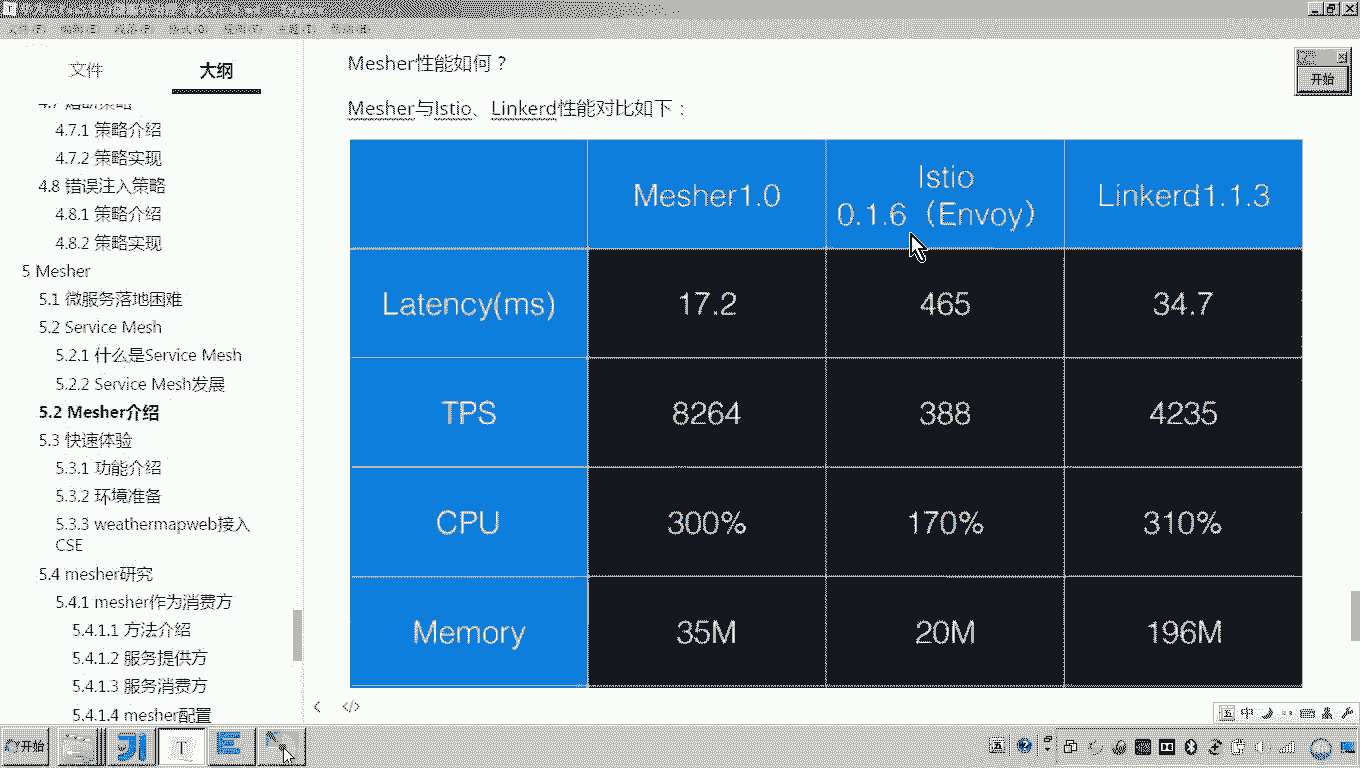 文件
大纲
4.7.1 策略介绍
4.7.2 策略实现
4.8 错误注入策略
4.8.1 策略介绍
4.8.2 策略实现
5 Mesher
5.1 微服务落地困难
5.2 Service Mesh
5.2.1 什么是Service Mesh
5.2.2 Service Mesh发展
5.2 Mesher介绍
5.3 快速体验
5.3.1 功能介绍
5.3.2 环境准备
5.3.3 weathermapweb接入
CSE
5.4 mesher研究
5.4.1 mesher作为消费方
5.4.1.1 方法介绍
5.4.1.2 服务提供方
5.4.1.3 服务消费方
5.4.1.4 mesher配置
Mesher性能如何？
Mesher与Istio、Linkerd性能对比如下：
Mesher1.0
Istio
0.1.6（Envoy）
Linkerd1.1.3
Latency(ms) 17.2 465 34.7
TPS 8264 388 4235
CPU 300% 170% 310%
Memory 35M 20M 196M
开始
</>
中
开始